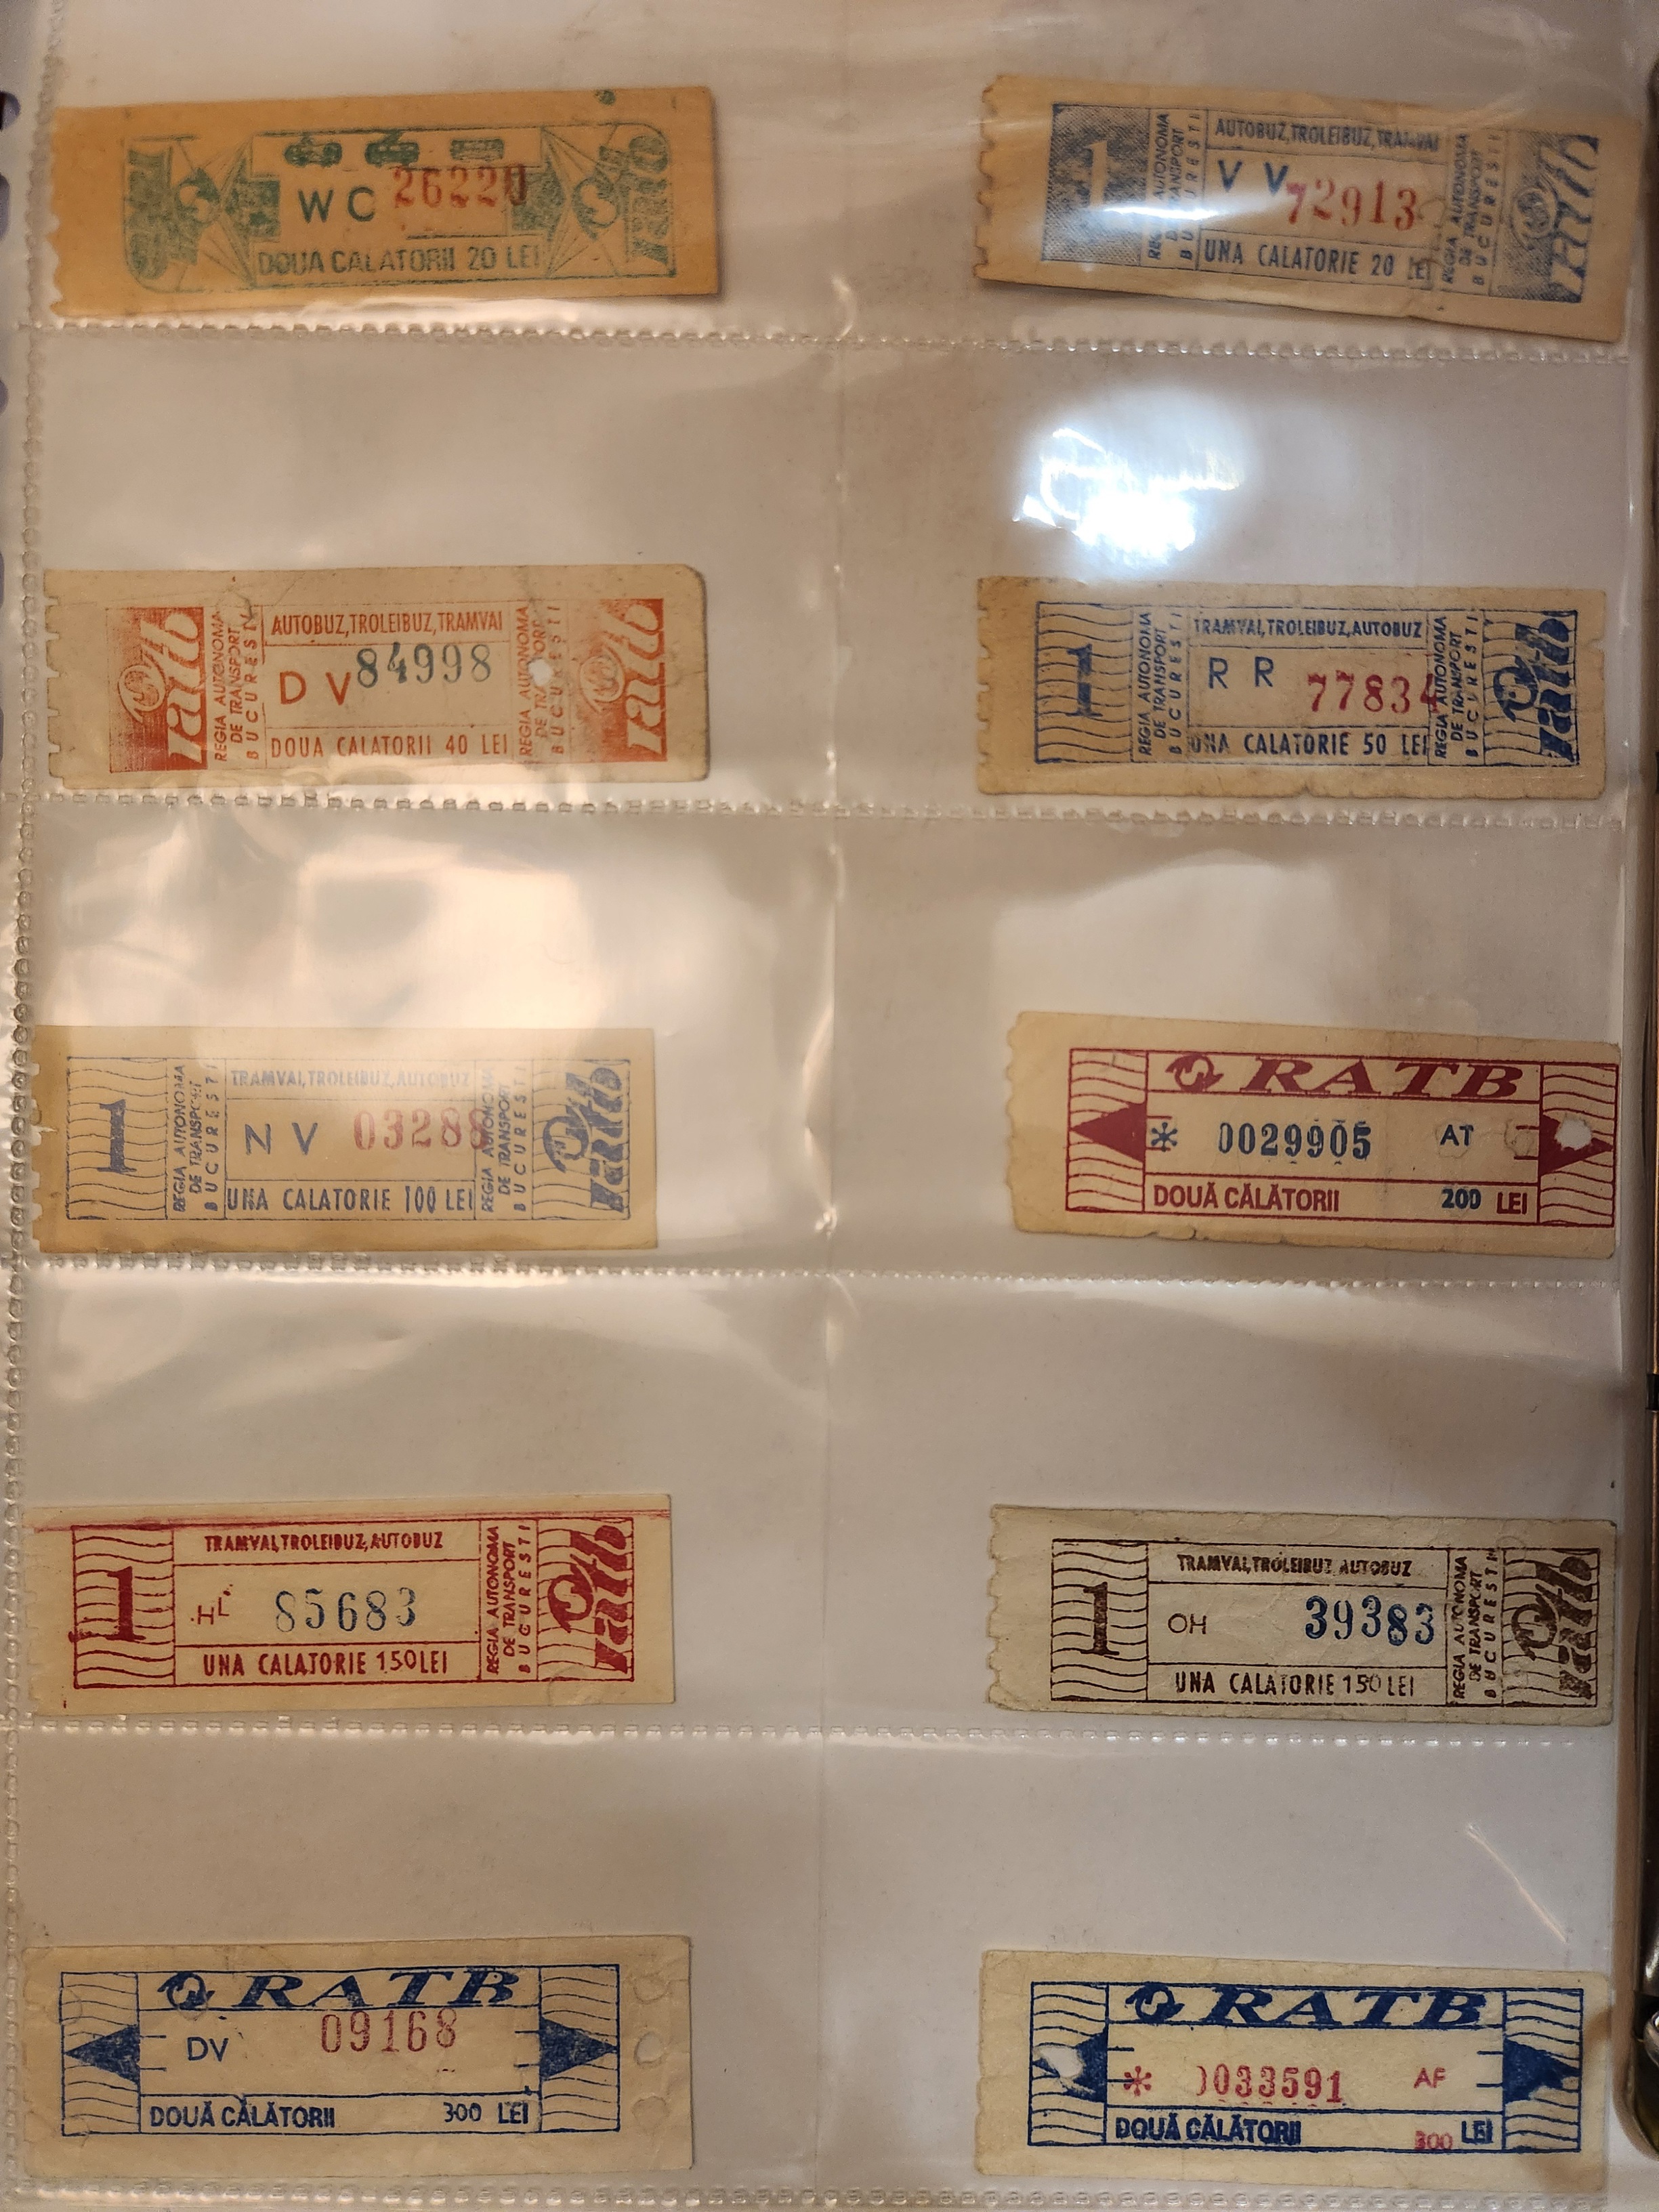 WC 26220
DOUA CALATORII 20 LEI
ratb
1
REGIA AUTONOMA
DE TRANSPORT
BUCURESTI
AUTOBUZ,TROLEIBUZ,TRAMVAI
VV 72913
UNA CALATORIE 20 LEI
REGIA AUTONOMA
DE TRANSPORT
BUCURESTI
ratb
ratb
REGIA AUTONOMA
DE TRANSPORT
BUCURESTI
AUTOBUZ,TROLEIBUZ,TRAMVAI
DV 84998
DOUA CALATORII 40 LEI
REGIA AUTONOMA
DE TRANSPORT
BUCURESTI
ratb
1
REGIA AUTONOMA
DE TRANSPORT
BUCURESTI
TRAMVAI,TROLEIBUZ,AUTOBUZ
RR 77834
UNA CALATORIE 50 LEI
REGIA AUTONOMA
DE TRANSPORT
BUCURESTI
ratb
1
REGIA AUTONOMA
DE TRANSPORT
BUCURESTI
TRAMVAI,TROLEIBUZ,AUTOBUZ
NV
UNA CALATORIE 100 LEI
REGIA AUTONOMA
DE TRANSPORT
BUCURESTI
ratb
RATB
* 0029905 AT
DOUĂ CĂLĂTORII 200 LEI
1
TRAMVAI,TROLEIBUZ,AUTOBUZ
85683
UNA CALATORIE 150 LEI
REGIA AUTONOMA
DE TRANSPORT
BUCURESTI
ratb
1
TRAMVAI,TROLEIBUZ,AUTOBUZ
OH 39383
UNA CALATORIE 150 LEI
REGIA AUTONOMA
DE TRANSPORT
BUCURESTI
ratb
RATB
DV 09168
DOUĂ CĂLĂTORII 300 LEI
RATB
* 0033591 AF
DOUĂ CĂLĂTORII 300 LEI